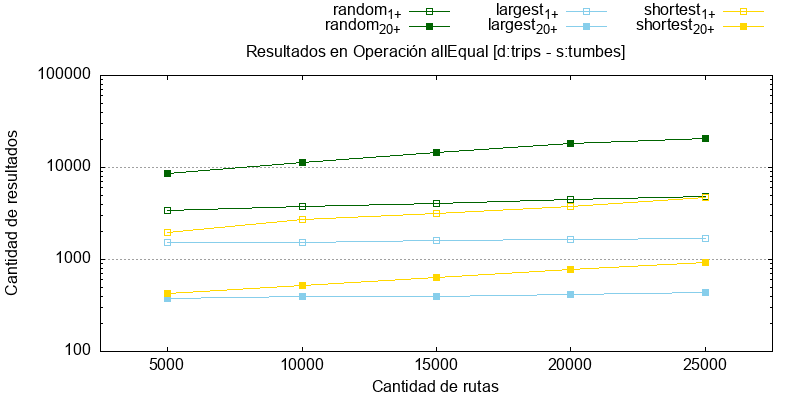 random1+ largest1+ shortest1+
random20+ largest20+ shortest20+
Resultados en Operación allEqual [d:trips - s:tumbes]
Cantidad de resultados
100000
10000
1000
100
5000 10000 15000 20000 25000
Cantidad de rutas